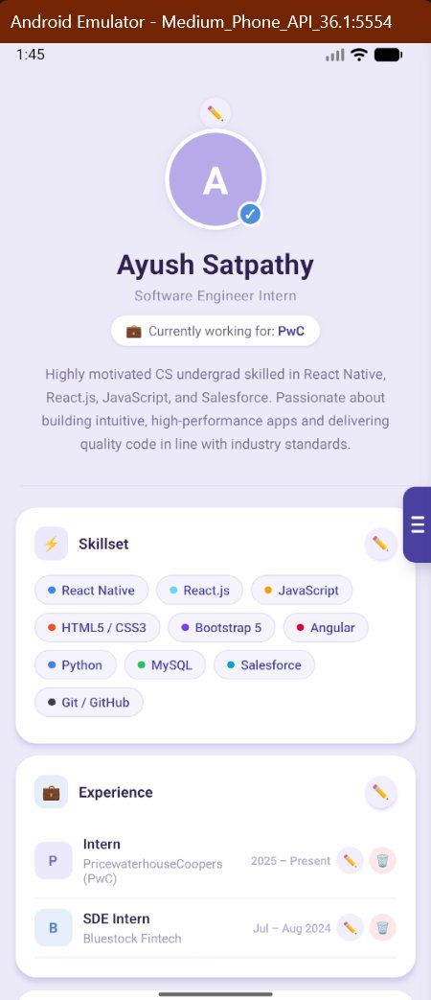 Android Emulator - Medium_Phone_API_36.1:5554
1:45
A
Ayush Satpathy
Software Engineer Intern
Currently working for: PwC
Highly motivated CS undergrad skilled in React Native,
React.js, JavaScript, and Salesforce. Passionate about
building intuitive, high-performance apps and delivering
quality code in line with industry standards.
Skillset
React Native
React.js
JavaScript
HTML5 / CSS3
Bootstrap 5
Angular
Python
MySQL
Salesforce
Git / GitHub
Experience
P
Intern
PricewaterhouseCoopers
(PwC)
2025 – Present
B
SDE Intern
Bluestock Fintech
Jul – Aug 2024